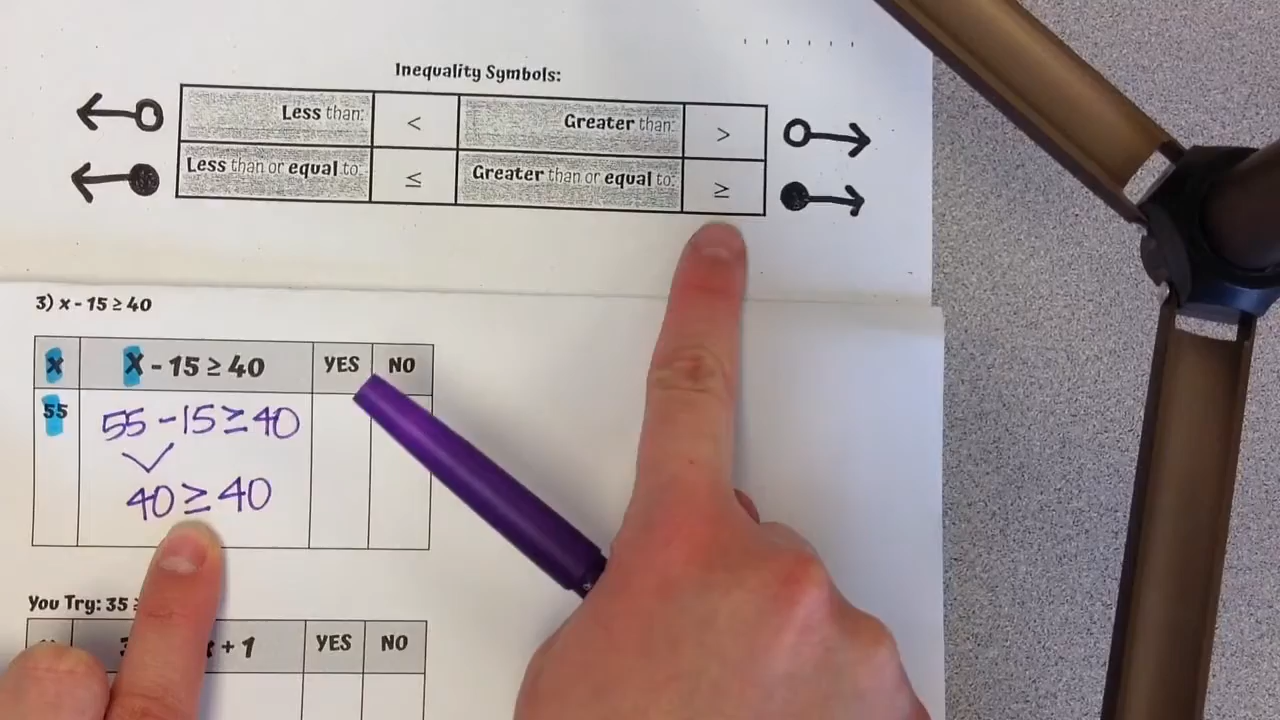 Inequality Symbols:
Less than: < Greater than: >
Less than or equal to: ≤ Greater than or equal to: ≥
3) x - 15 ≥ 40
x X - 15 ≥ 40 YES NO
55 55 - 15 ≥ 40
40 ≥ 40
You Try: 35
+ 1 YES NO